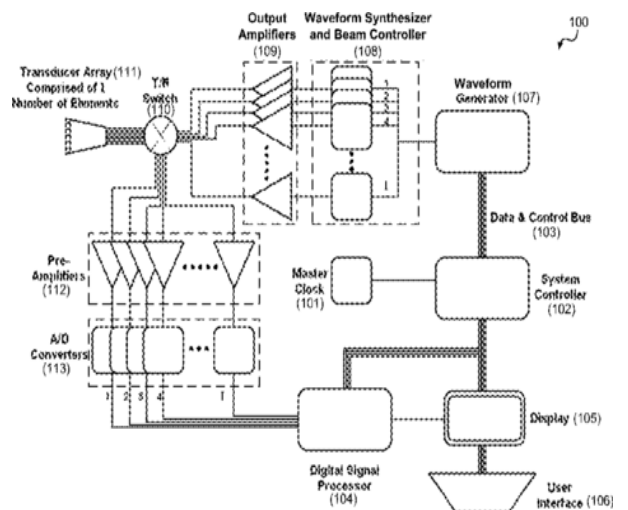 100
Output
Amplifiers
(109)
Waveform Synthesizer
and Beam Controller
(108)
Transducer Array (111)
Comprised of I
Number of Elements
T/R
Switch
(110)
1
4
I
Waveform
Generator (107)
Data & Control Bus
(103)
Pre-
Amplifiers
(112)
Master
Clock
(101)
System
Controller
(102)
A/D
Converters
(113)
1 2 3 4 I
Digital Signal
Processor
(104)
Display (105)
User
Interface (106)